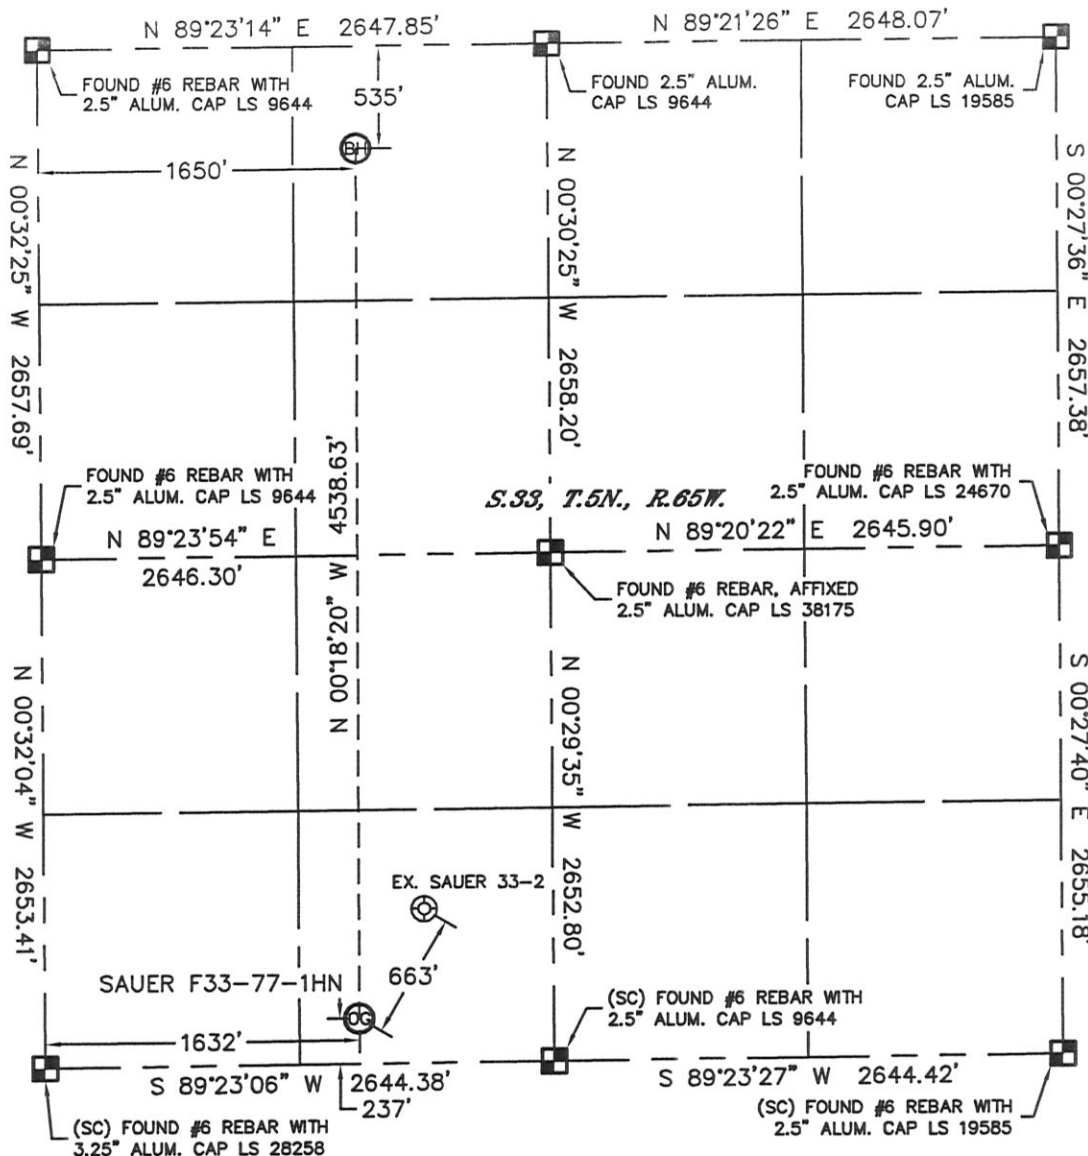 N 89°23'14" E 2647.85'
N 89°21'26" E 2648.07'
FOUND #6 REBAR WITH
2.5" ALUM. CAP LS 9644
535'
FOUND 2.5" ALUM.
CAP LS 9644
FOUND 2.5" ALUM.
CAP LS 19585
BH
1650'
N 00°32'25" W 2657.69'
N 00°30'25" W 2658.20'
S 00°27'36" E 2657.38'
FOUND #6 REBAR WITH
2.5" ALUM. CAP LS 9644
N 00°18'20" W 4538.63'
S.33, T.5N., R.65W.
FOUND #6 REBAR WITH
2.5" ALUM. CAP LS 24670
N 89°23'54" E
2646.30'
N 89°20'22" E 2645.90'
FOUND #6 REBAR, AFFIXED
2.5" ALUM. CAP LS 38175
N 00°32'04" W 2653.41'
N 00°29'35" W 2652.80'
S 00°27'40" E 2655.18'
EX. SAUER 33-2
663'
SAUER F33-77-1HN
OG
1632'
(SC) FOUND #6 REBAR WITH
2.5" ALUM. CAP LS 9644
S 89°23'06" W 2644.38'
237'
S 89°23'27" W 2644.42'
(SC) FOUND #6 REBAR WITH
3.25" ALUM. CAP LS 28258
(SC) FOUND #6 REBAR WITH
2.5" ALUM. CAP LS 19585